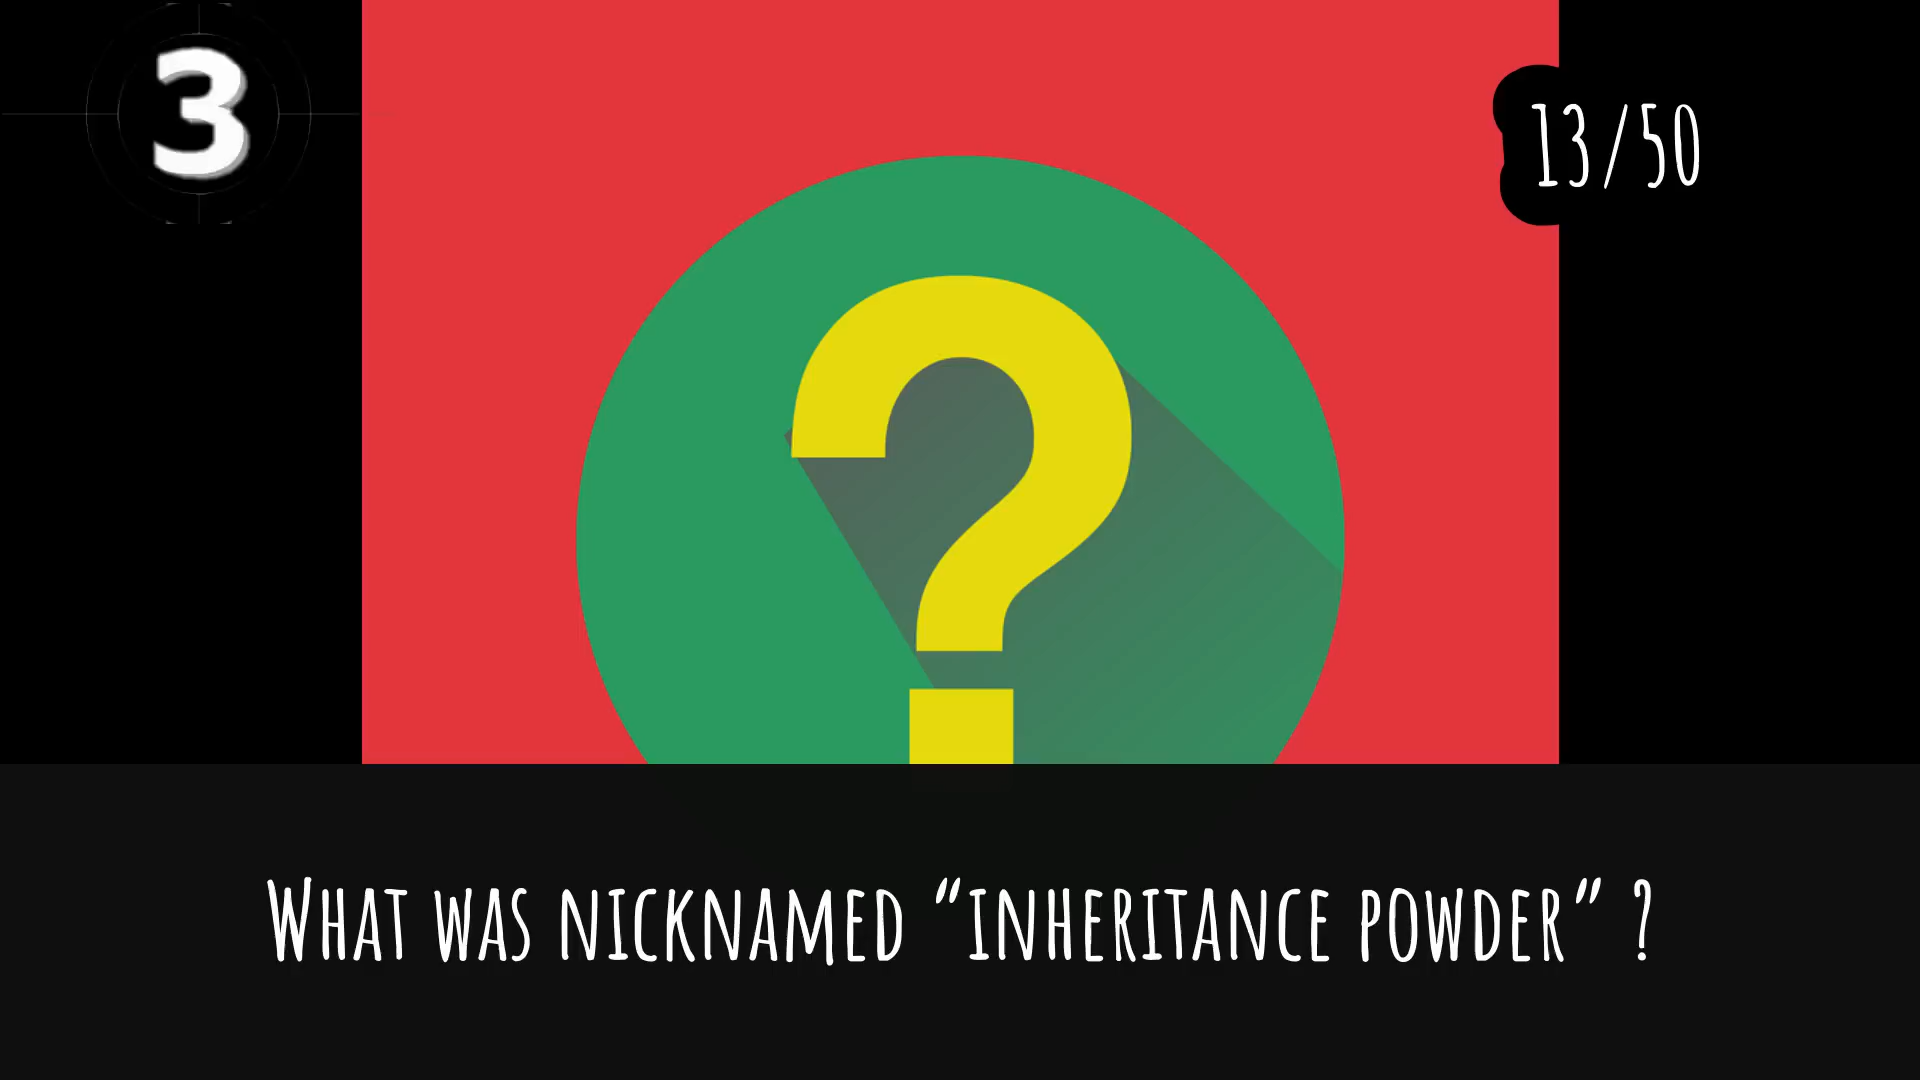 3
13/50
What was nicknamed “inheritance powder” ?